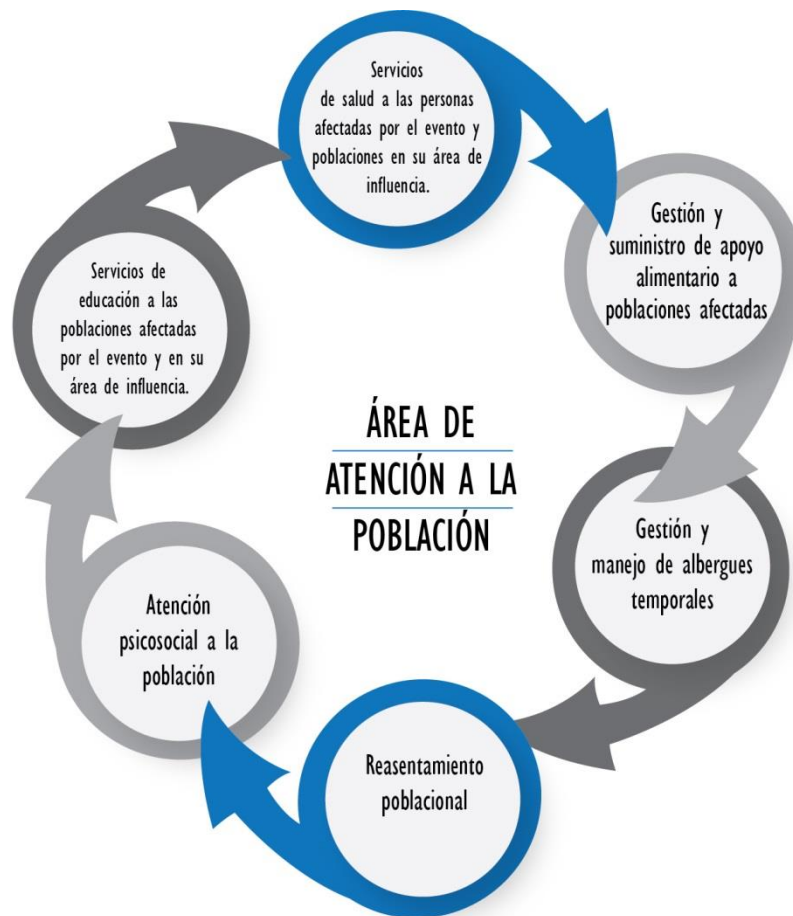 Servicios
de salud a las personas
afectadas por el evento y
poblaciones en su área de
influencia.
Gestión y
suministro de apoyo
alimentario a
poblaciones afectadas
Gestión y
manejo de albergues
temporales
Reasentamiento
poblacional
Atención
psicosocial a la
población
Servicios de
educación a las
poblaciones afectadas
por el evento y en su
área de influencia.
ÁREA DE
ATENCIÓN A LA
POBLACIÓN